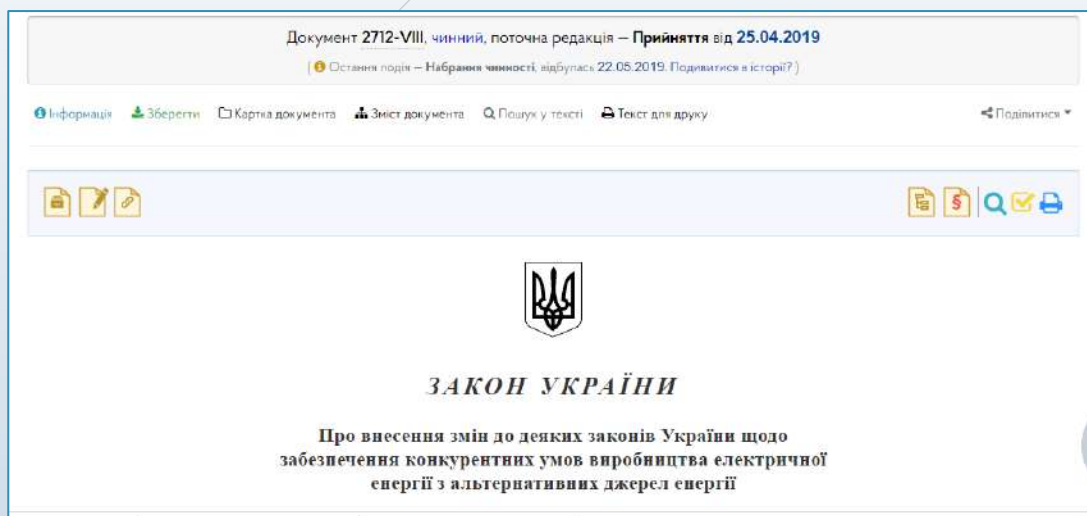 Документ 2712-VIII, чинний, поточна редакція — Прийняття від 25.04.2019
( Остання подія — Набрання чинності, відбулась 22.05.2019. Подивитися в історії? )
Інформація Зберегти Картка документа Зміст документа Пошук у тексті Текст для друку Поділитися
§
ЗАКОН УКРАЇНИ
Про внесення змін до деяких законів України щодо
забезпечення конкурентних умов виробництва електричної
енергії з альтернативних джерел енергії